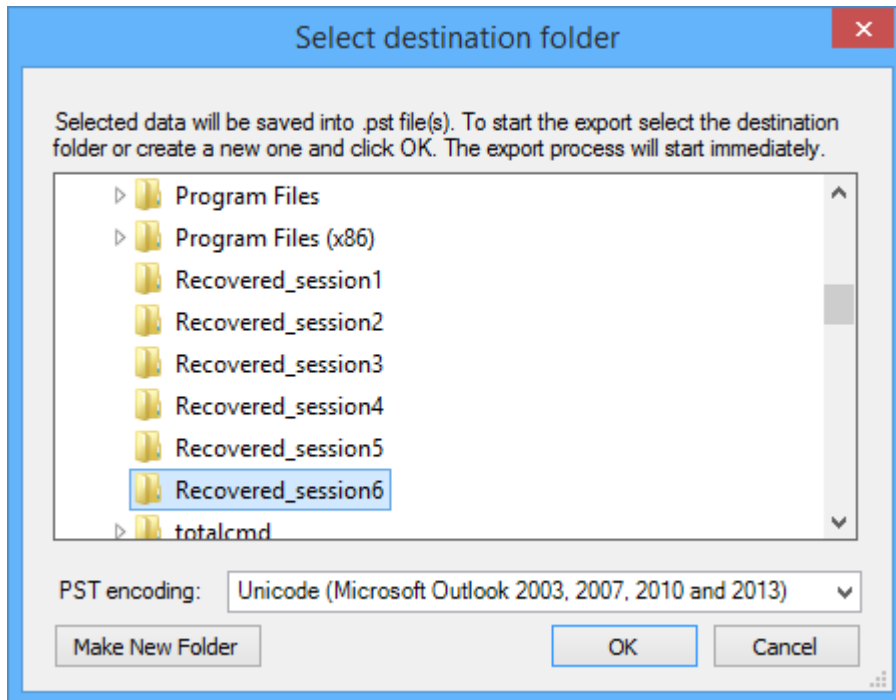 Select destination folder
Selected data will be saved into .pst file(s). To start the export select the destination
folder or create a new one and click OK. The export process will start immediately.
Program Files
Program Files (x86)
Recovered_session1
Recovered_session2
Recovered_session3
Recovered_session4
Recovered_session5
Recovered_session6
totalcmd
PST encoding: Unicode (Microsoft Outlook 2003, 2007, 2010 and 2013)
Make New Folder OK Cancel